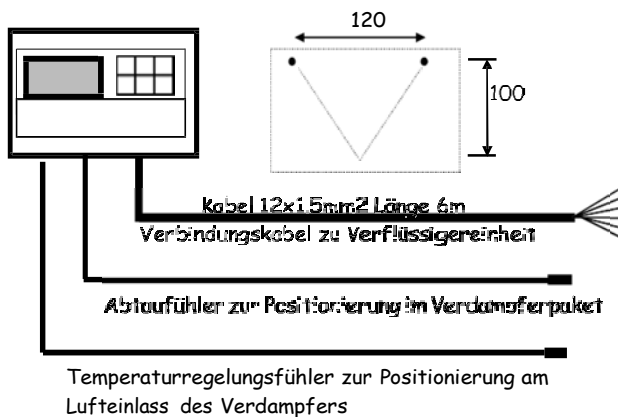 120
100
Kabel 12x1.5mm2 Länge 6m
Verbindungskabel zu Verflüssigereinheit
Abtaufühler zur Positionierung im Verdampferpaket
Temperaturregelungsfühler zur Positionierung am
Lufteinlass des Verdampfers